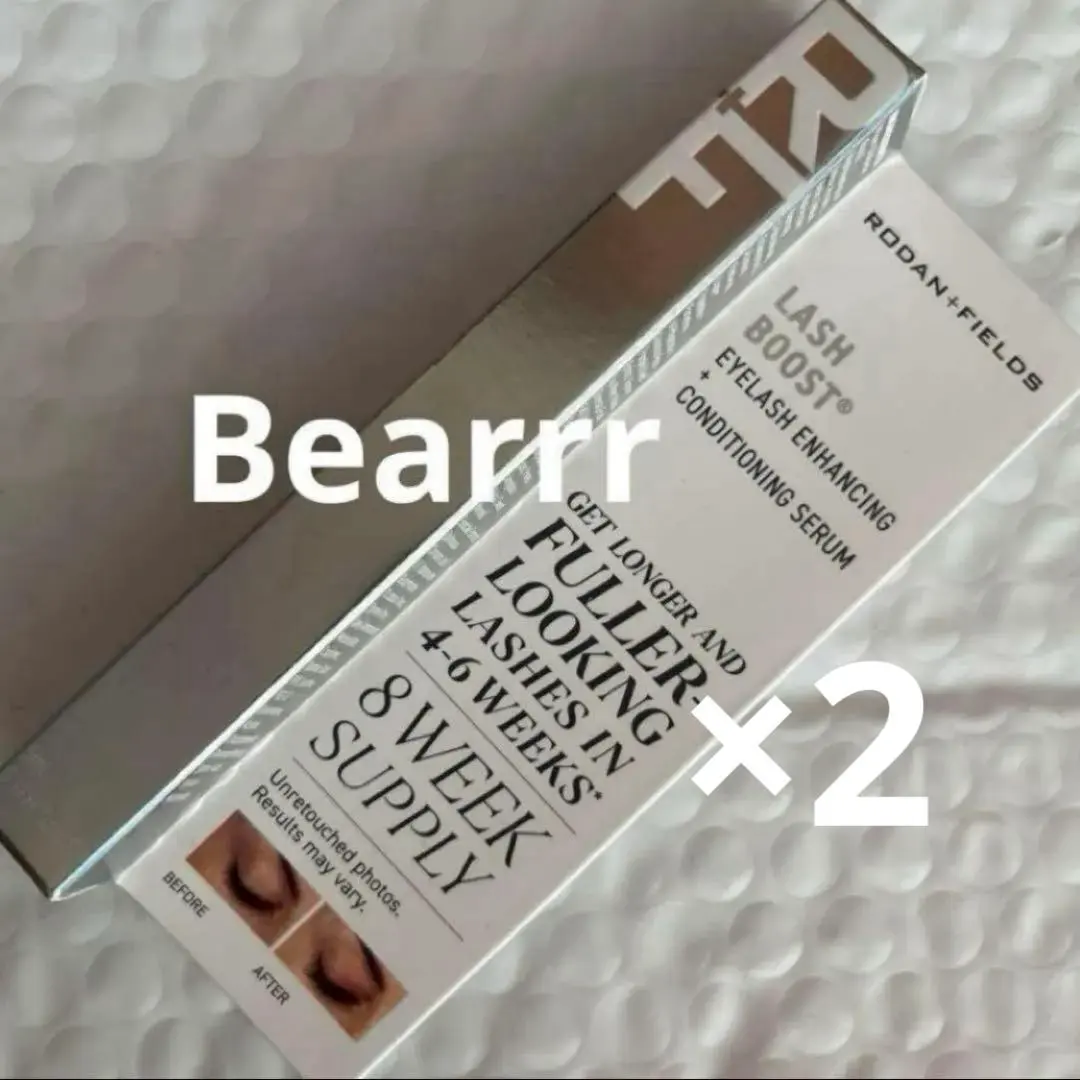 R+F
RODAN+FIELDS
LASH
BOOST®
EYELASH ENHANCING
+
CONDITIONING SERUM
Bearrr
GET LONGER AND
FULLER-
LOOKING
LASHES IN
4-6 WEEKS*
8 WEEK
SUPPLY
×2
Unretouched photos.
Results may vary.
BEFORE
AFTER